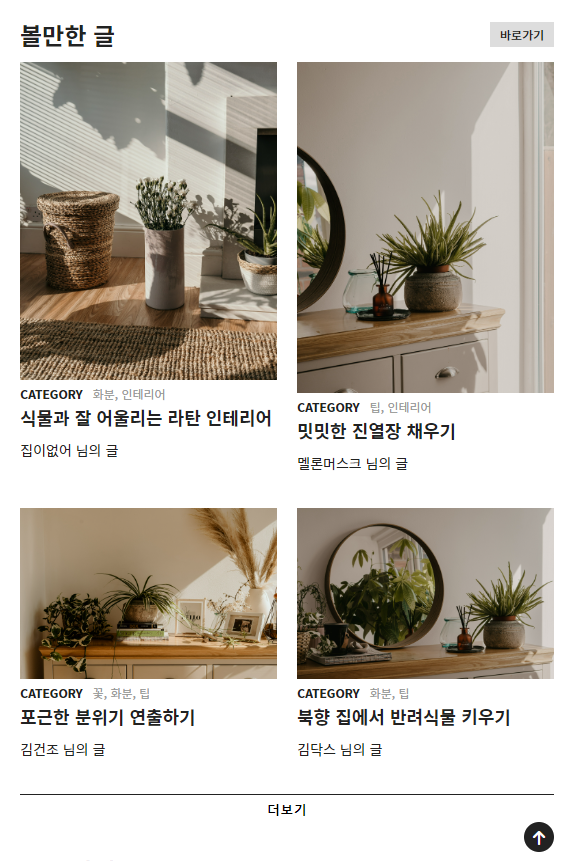 볼만한 글
바로가기
CATEGORY 화분, 인테리어
식물과 잘 어울리는 라탄 인테리어
집이없어 님의 글
CATEGORY 팁, 인테리어
밋밋한 진열장 채우기
멜론머스크 님의 글
CATEGORY 꽃, 화분, 팁
포근한 분위기 연출하기
김건조 님의 글
CATEGORY 화분, 팁
북향 집에서 반려식물 키우기
김닥스 님의 글
더보기